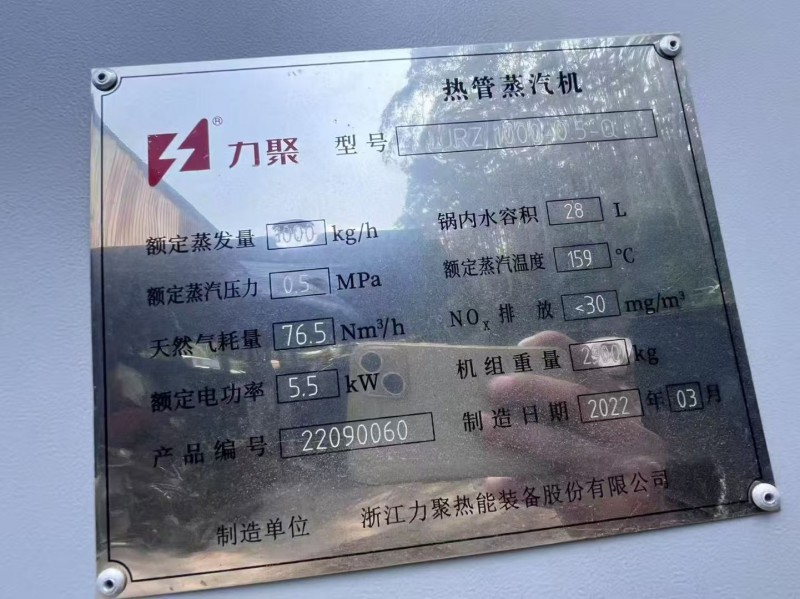 热管蒸汽机
® 力聚 型号
额定蒸发量 1000 kg/h 锅内水容积 28 L
额定蒸汽压力 0.5 MPa 额定蒸汽温度 159 ℃
天然气耗量 76.5 Nm³/h NOX 排放 <30 mg/m³
额定电功率 5.5 kW 机组重量 kg
产品编号 22090060 制造日期 2022 年 03 月
制造单位 浙江力聚热能装备股份有限公司